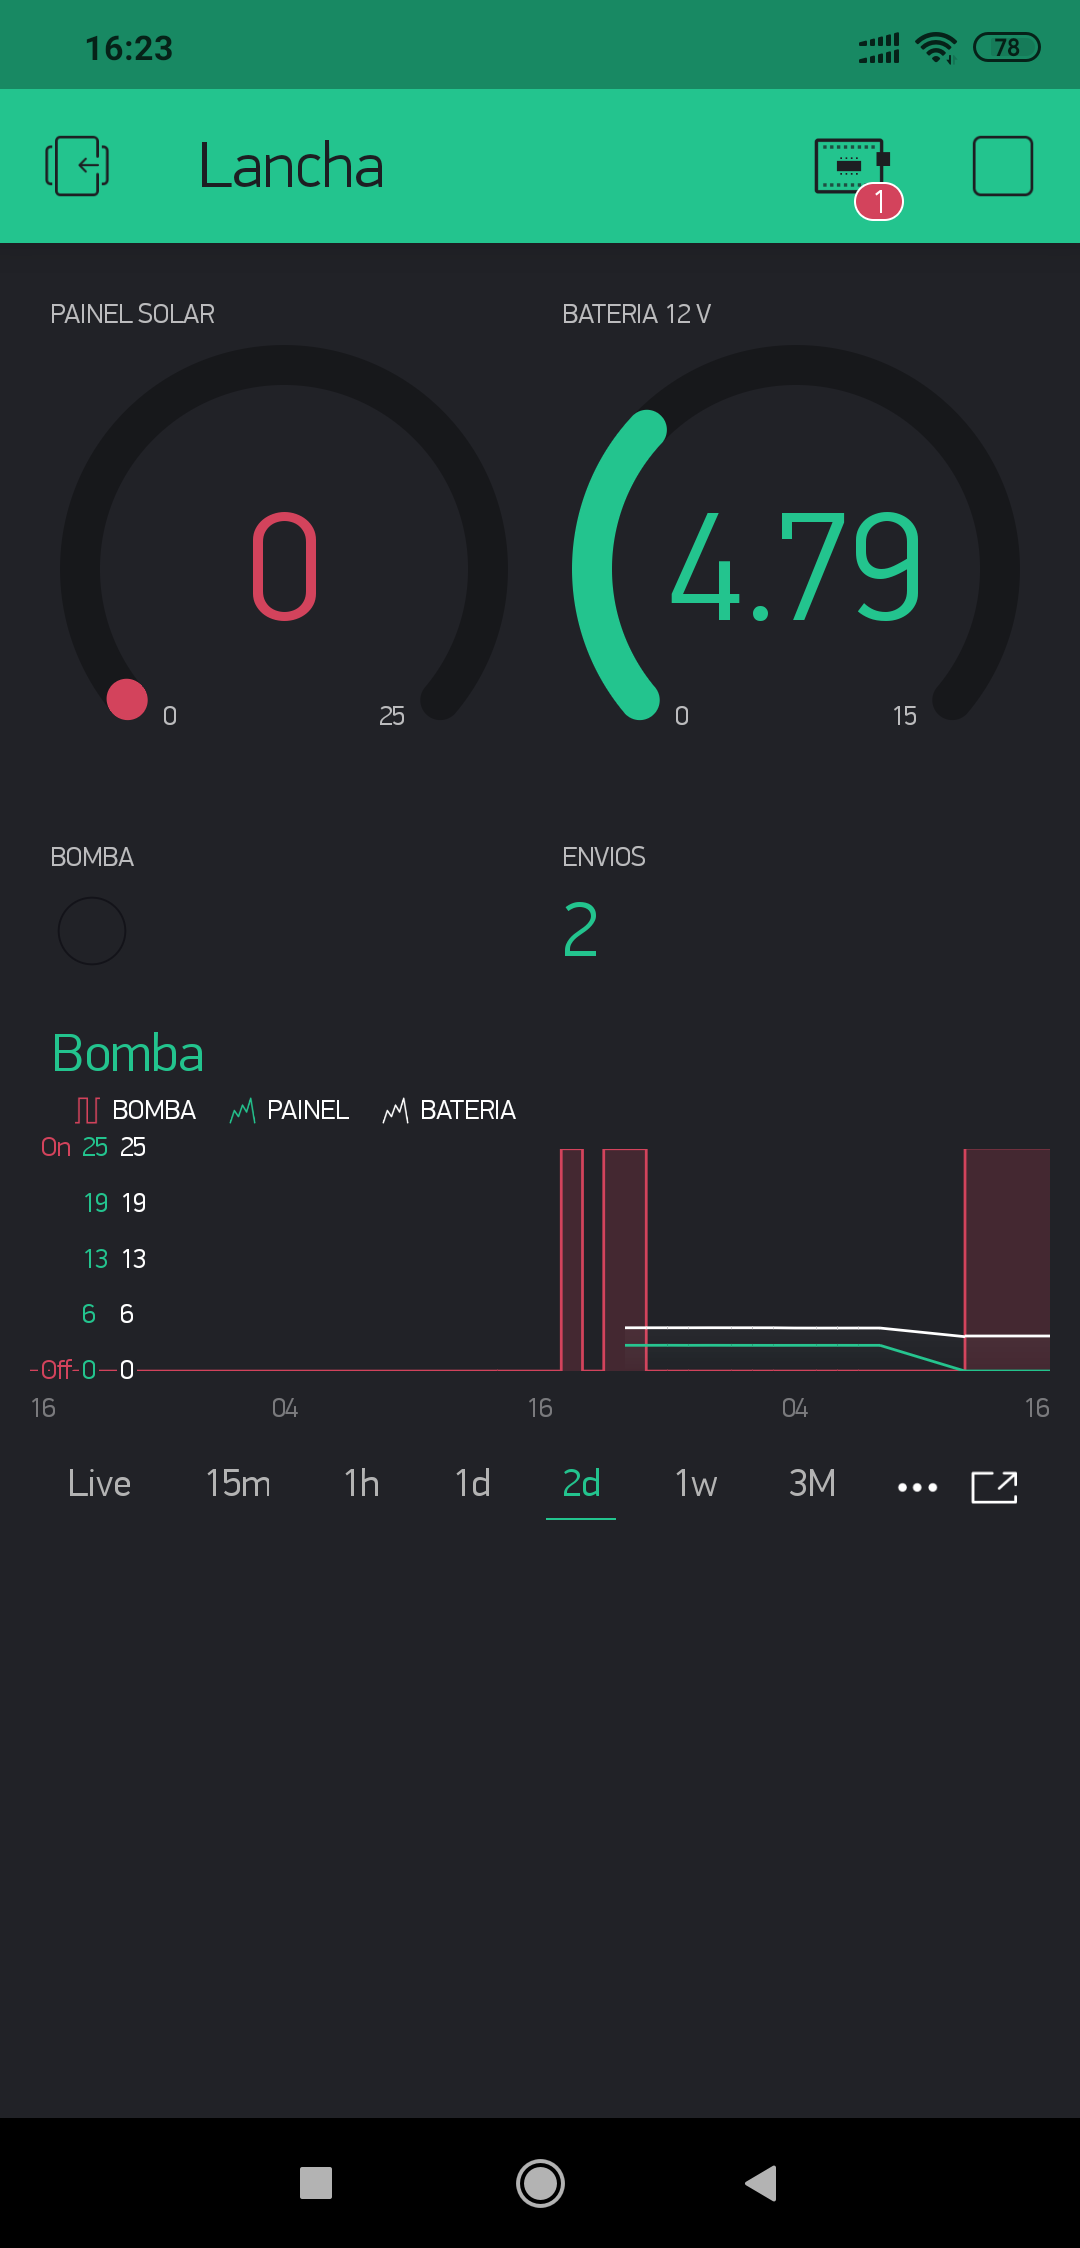 16:23 78
Lancha
1
PAINEL SOLAR BATERIA 12 V
0 4.79
0 25 0 15
BOMBA ENVIOS
2
Bomba
BOMBA PAINEL BATERIA
On 25 25
19 19
13 13
6 6
Off 0 0
16 04 16 04 16
Live 15m 1h 1d 2d 1w 3M